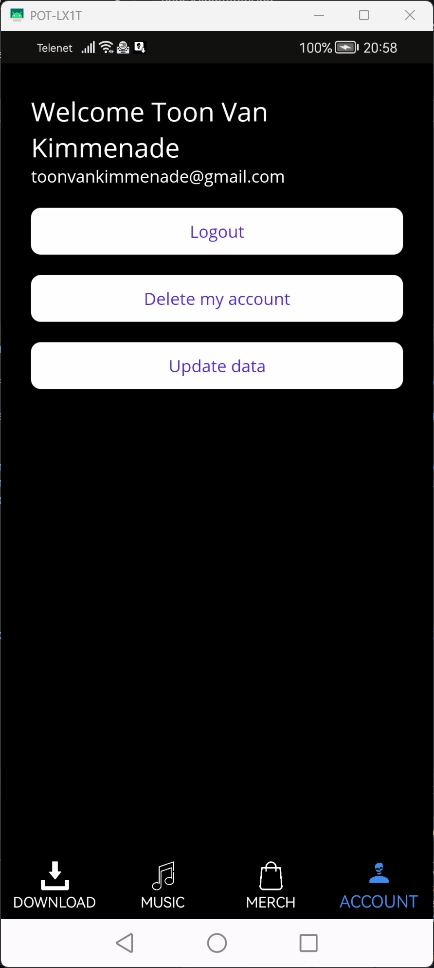 POT-LX1T
Telenet 100% 20:58
Welcome Toon Van
Kimmenade
toonvankimmenade@gmail.com
Logout
Delete my account
Update data
DOWNLOAD MUSIC MERCH ACCOUNT